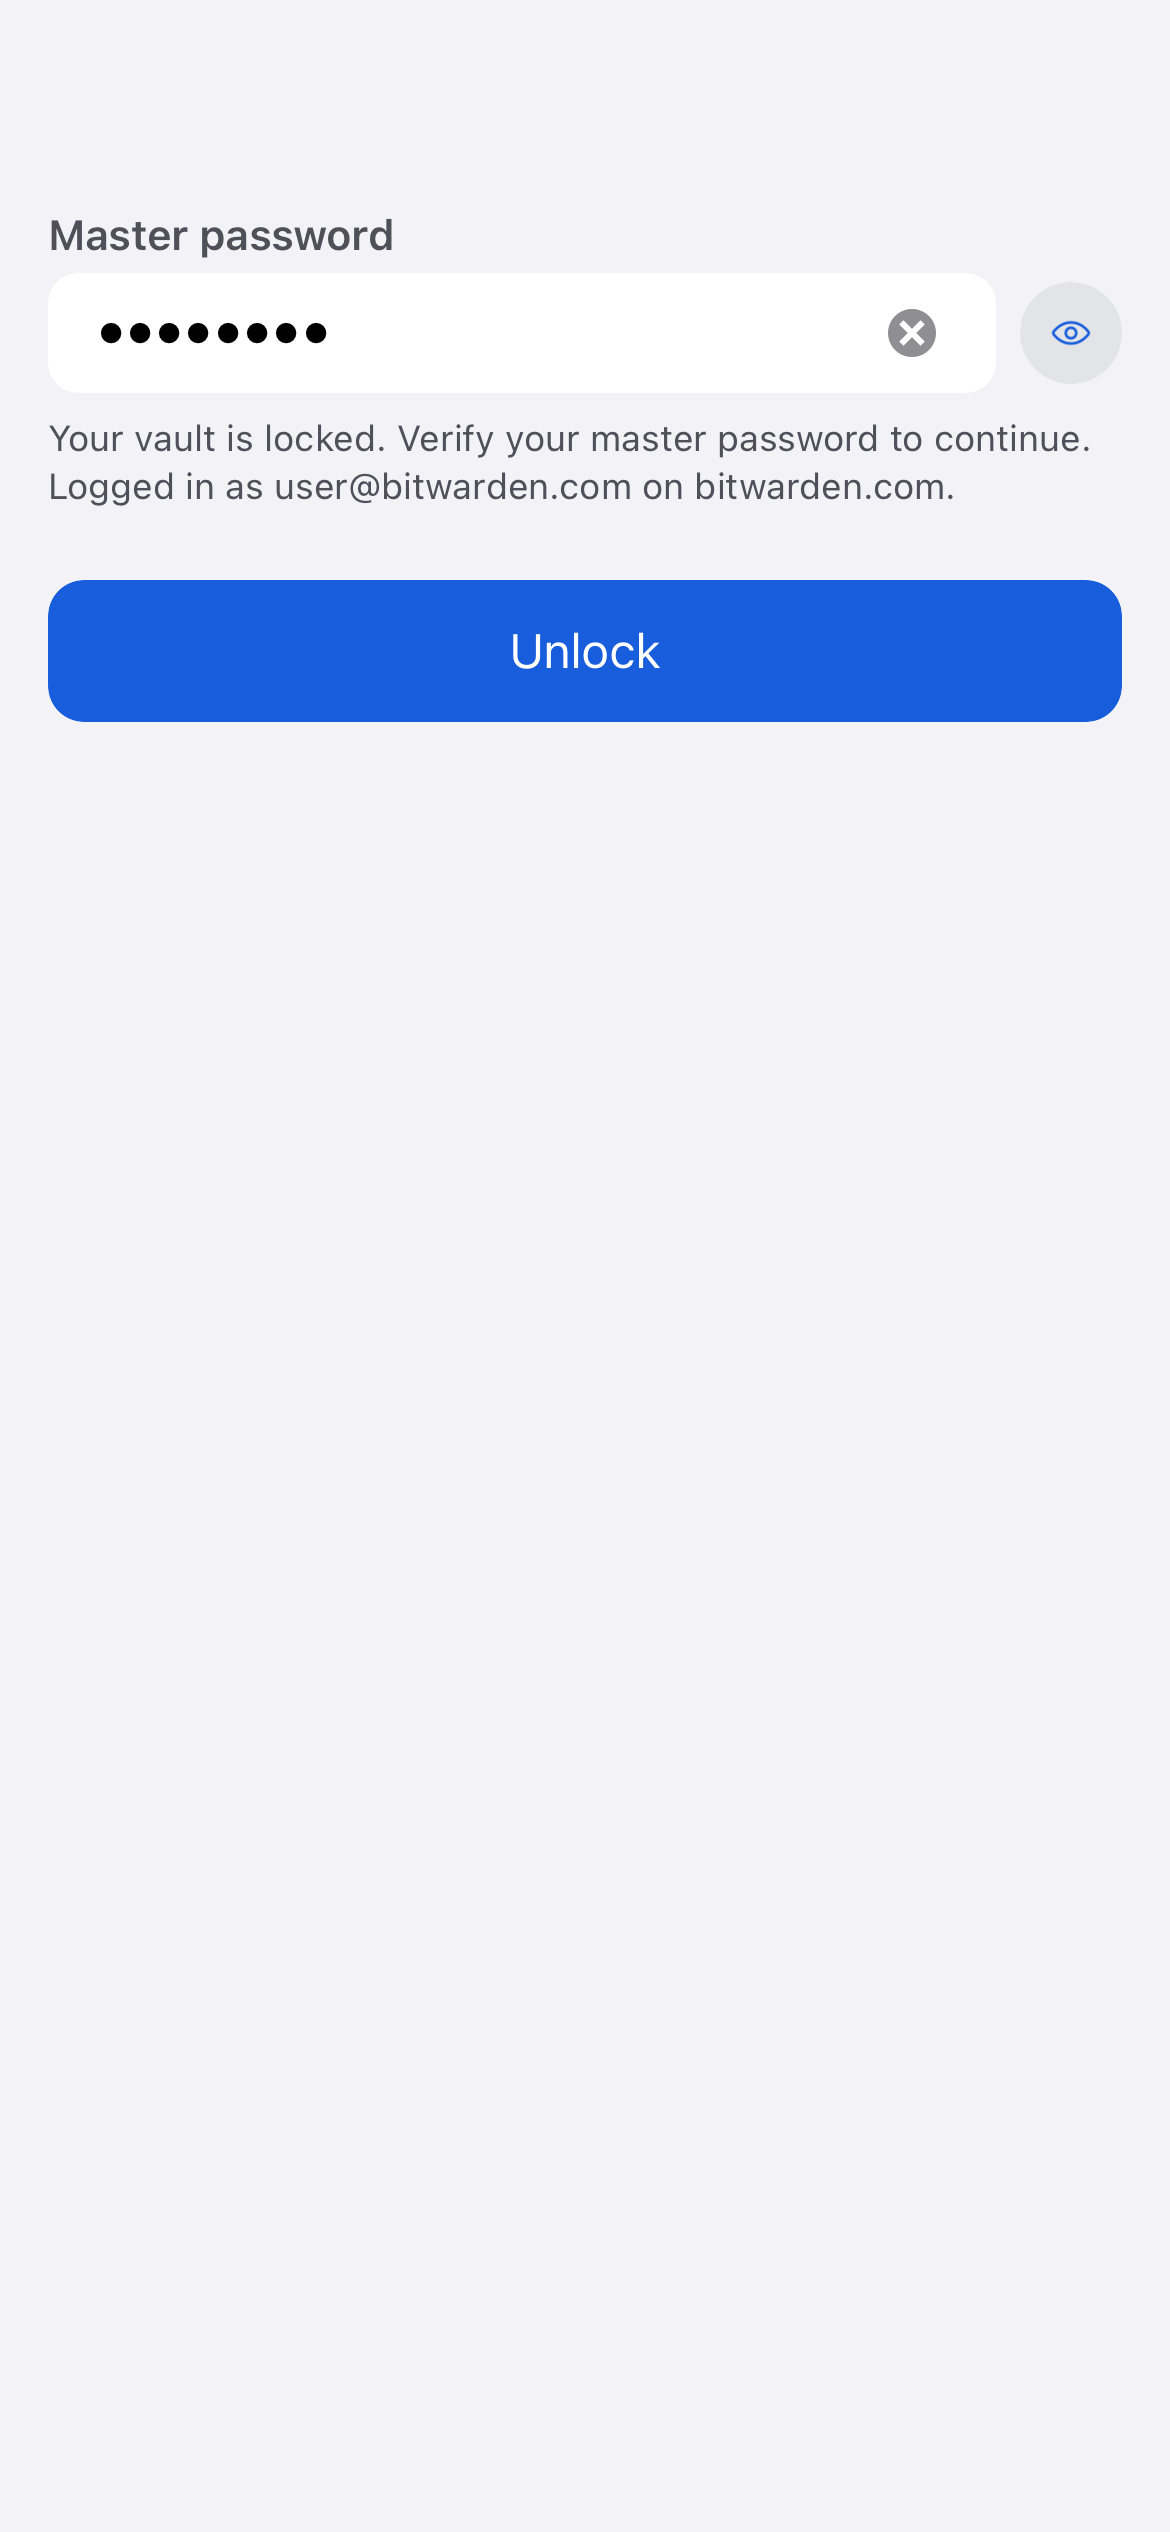 Master password
••••••••
Your vault is locked. Verify your master password to continue.
Logged in as user@bitwarden.com on bitwarden.com.
Unlock